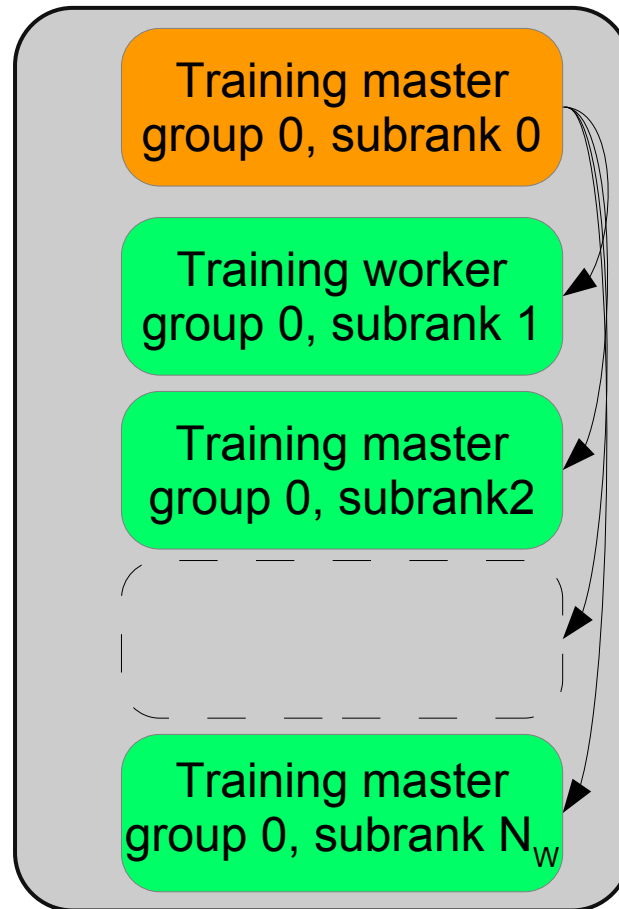 Training master
group 0, subrank 0
Training worker
group 0, subrank 1
Training master
group 0, subrank2
Training master
group 0, subrank N_w